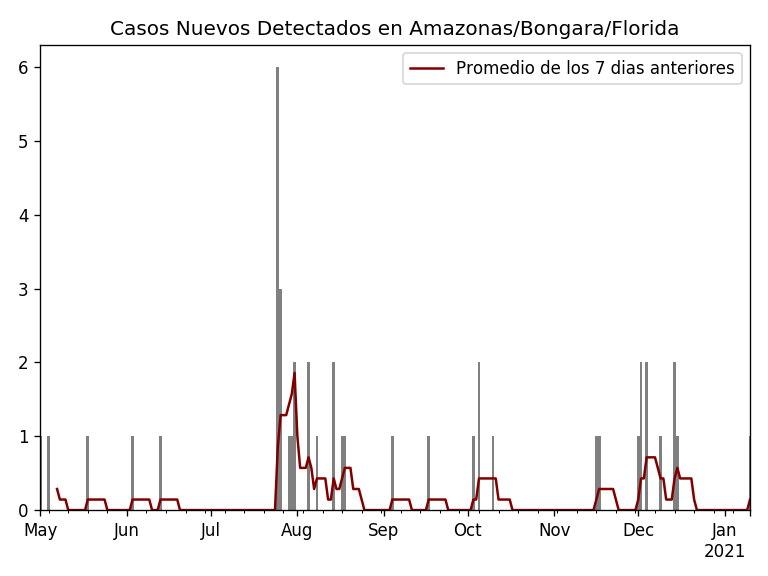 Casos Nuevos Detectados en Amazonas/Bongara/Florida
Promedio de los 7 dias anteriores
6
5
4
3
2
1
0
May Jun Jul Aug Sep Oct Nov Dec Jan
2021